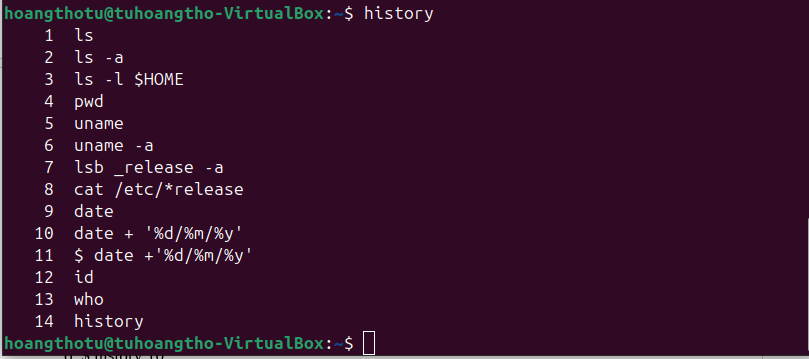 hoangthotu@tuhoangtho-VirtualBox:~$ history
1 ls
2 ls -a
3 ls -l $HOME
4 pwd
5 uname
6 uname -a
7 lsb _release -a
8 cat /etc/*release
9 date
10 date + '%d/%m/%y'
11 $ date +'%d/%m/%y'
12 id
13 who
14 history
hoangthotu@tuhoangtho-VirtualBox:~$